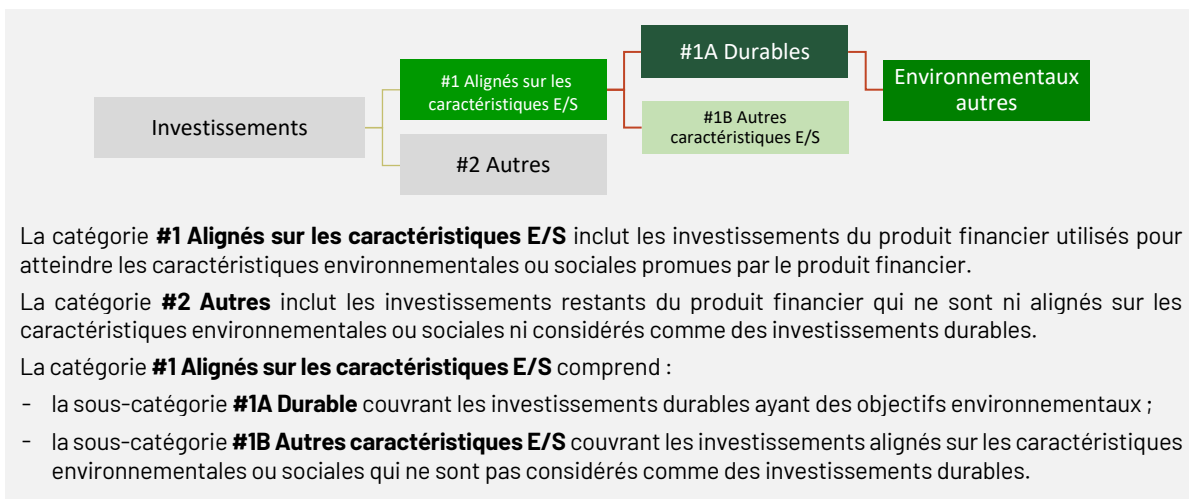 #1A Durables
#1 Alignés sur les
caractéristiques E/S
Environnementaux
autres
Investissements
#1B Autres
caractéristiques E/S
#2 Autres
La catégorie #1 Alignés sur les caractéristiques E/S inclut les investissements du produit financier utilisés pour
atteindre les caractéristiques environnementales ou sociales promues par le produit financier.
La catégorie #2 Autres inclut les investissements restants du produit financier qui ne sont ni alignés sur les
caractéristiques environnementales ou sociales ni considérés comme des investissements durables.
La catégorie #1 Alignés sur les caractéristiques E/S comprend :
- la sous-catégorie #1A Durable couvrant les investissements durables ayant des objectifs environnementaux ;
- la sous-catégorie #1B Autres caractéristiques E/S couvrant les investissements alignés sur les caractéristiques
environnementales ou sociales qui ne sont pas considérés comme des investissements durables.